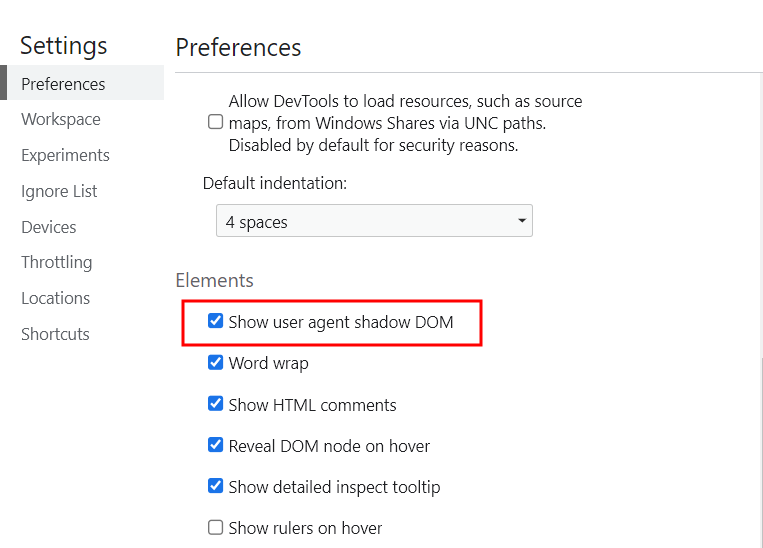 Settings
Preferences
Workspace
Experiments
Ignore List
Devices
Throttling
Locations
Shortcuts
Preferences
Allow DevTools to load resources, such as source
maps, from Windows Shares via UNC paths.
Disabled by default for security reasons.
Default indentation:
4 spaces
Elements
Show user agent shadow DOM
Word wrap
Show HTML comments
Reveal DOM node on hover
Show detailed inspect tooltip
Show rulers on hover